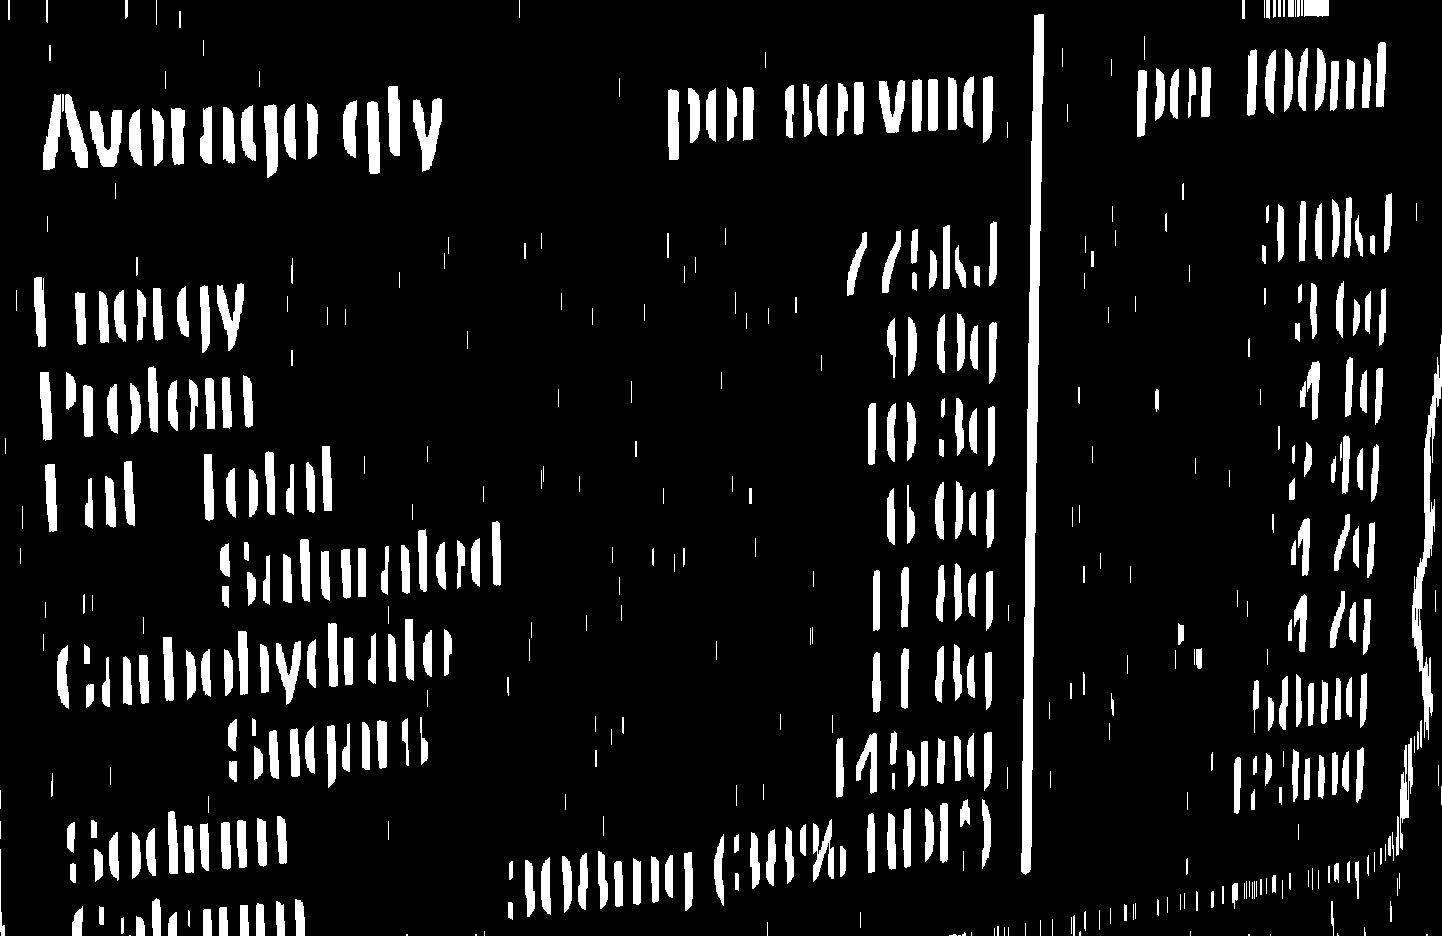 Average qty per serving per 100ml
Energy 775kJ 310kJ
Protein 9.0g 3.6g
Fat - Total 10.3g 4.1g
Saturated 6.0g 2.4g
Carbohydrate 11.8g 4.7g
Sugars 11.8g 4.7g
Sodium 145mg 58mg
Calcium 308mg (38% RDI*) 123mg